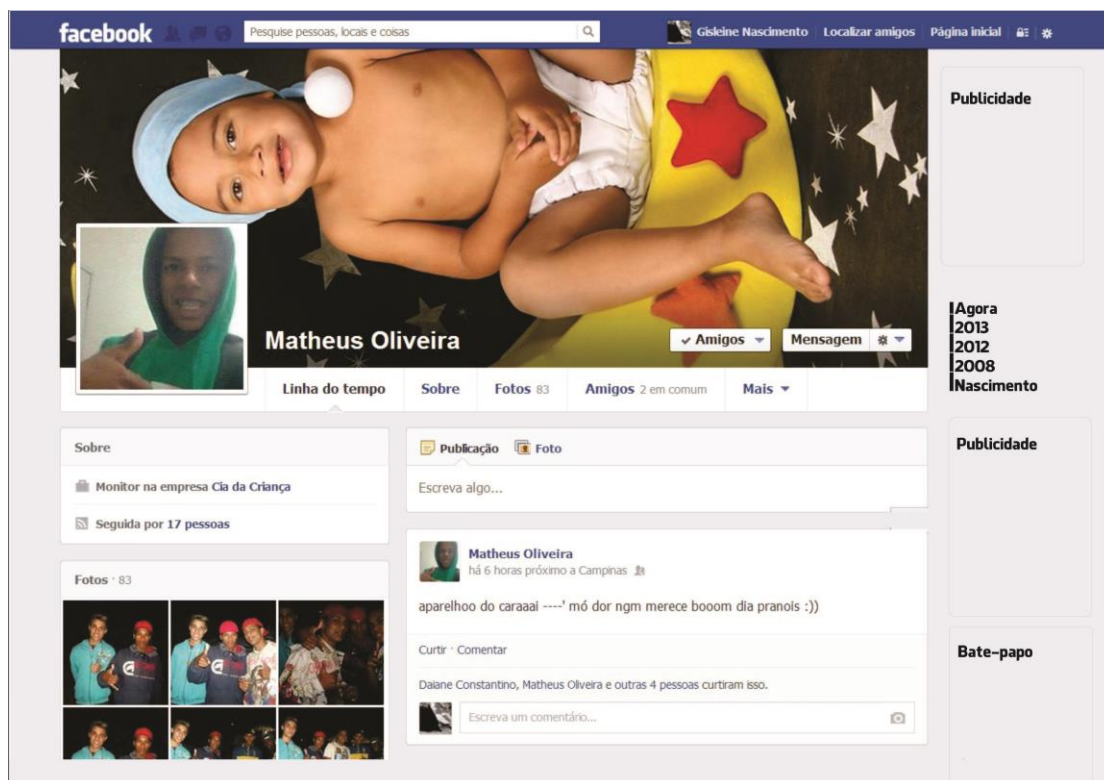 facebook
Pesquise pessoas, locais e coisas
Gisleine Nascimento Localizar amigos Página inicial
Publicidade
Matheus Oliveira
Amigos
Mensagem
Agora
2013
2012
2008
Nascimento
Linha do tempo Sobre Fotos 83 Amigos 2 em comum Mais
Sobre
Monitor na empresa Cia da Criança
Seguida por 17 pessoas
Fotos · 83
Publicação Foto
Escreva algo...
Matheus Oliveira
há 6 horas próximo a Campinas
aparelhoo do caraaai ----' mó dor ngm merece booom dia pranois :))
Curtir · Comentar
Daiane Constantino, Matheus Oliveira e outras 4 pessoas curtiram isso.
Escreva um comentário...
Publicidade
Bate-papo